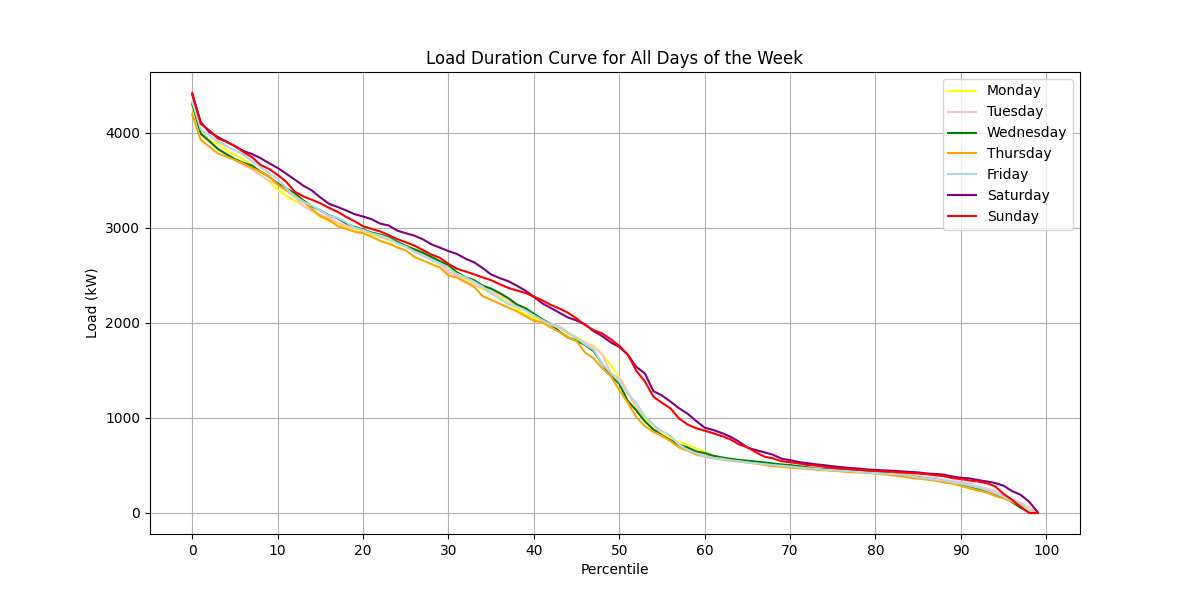 Load Duration Curve for All Days of the Week
Monday
Tuesday
Wednesday
Thursday
Friday
Saturday
Sunday
Load (kW)
4000
3000
2000
1000
0
0 10 20 30 40 50 60 70 80 90 100
Percentile